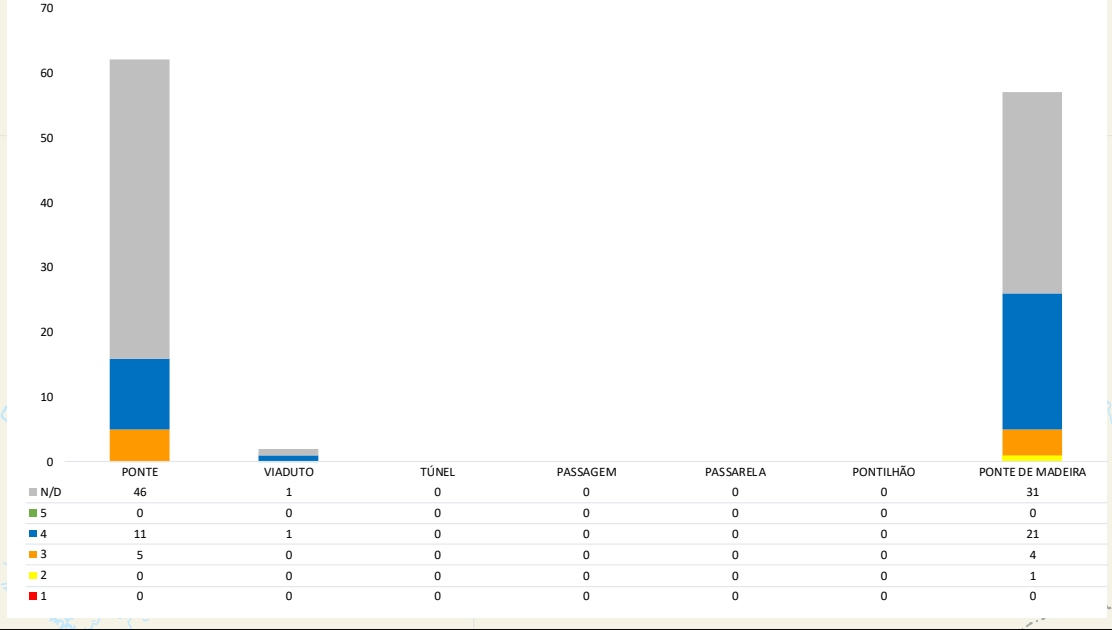 70
60
50
40
30
20
10
0
PONTE VIADUTO TÚNEL PASSAGEM PASSARELA PONTILHÃO PONTE DE MADEIRA
N/D 46 1 0 0 0 0 31
5 0 0 0 0 0 0 0
4 11 1 0 0 0 0 21
3 5 0 0 0 0 0 4
2 0 0 0 0 0 0 1
1 0 0 0 0 0 0 0